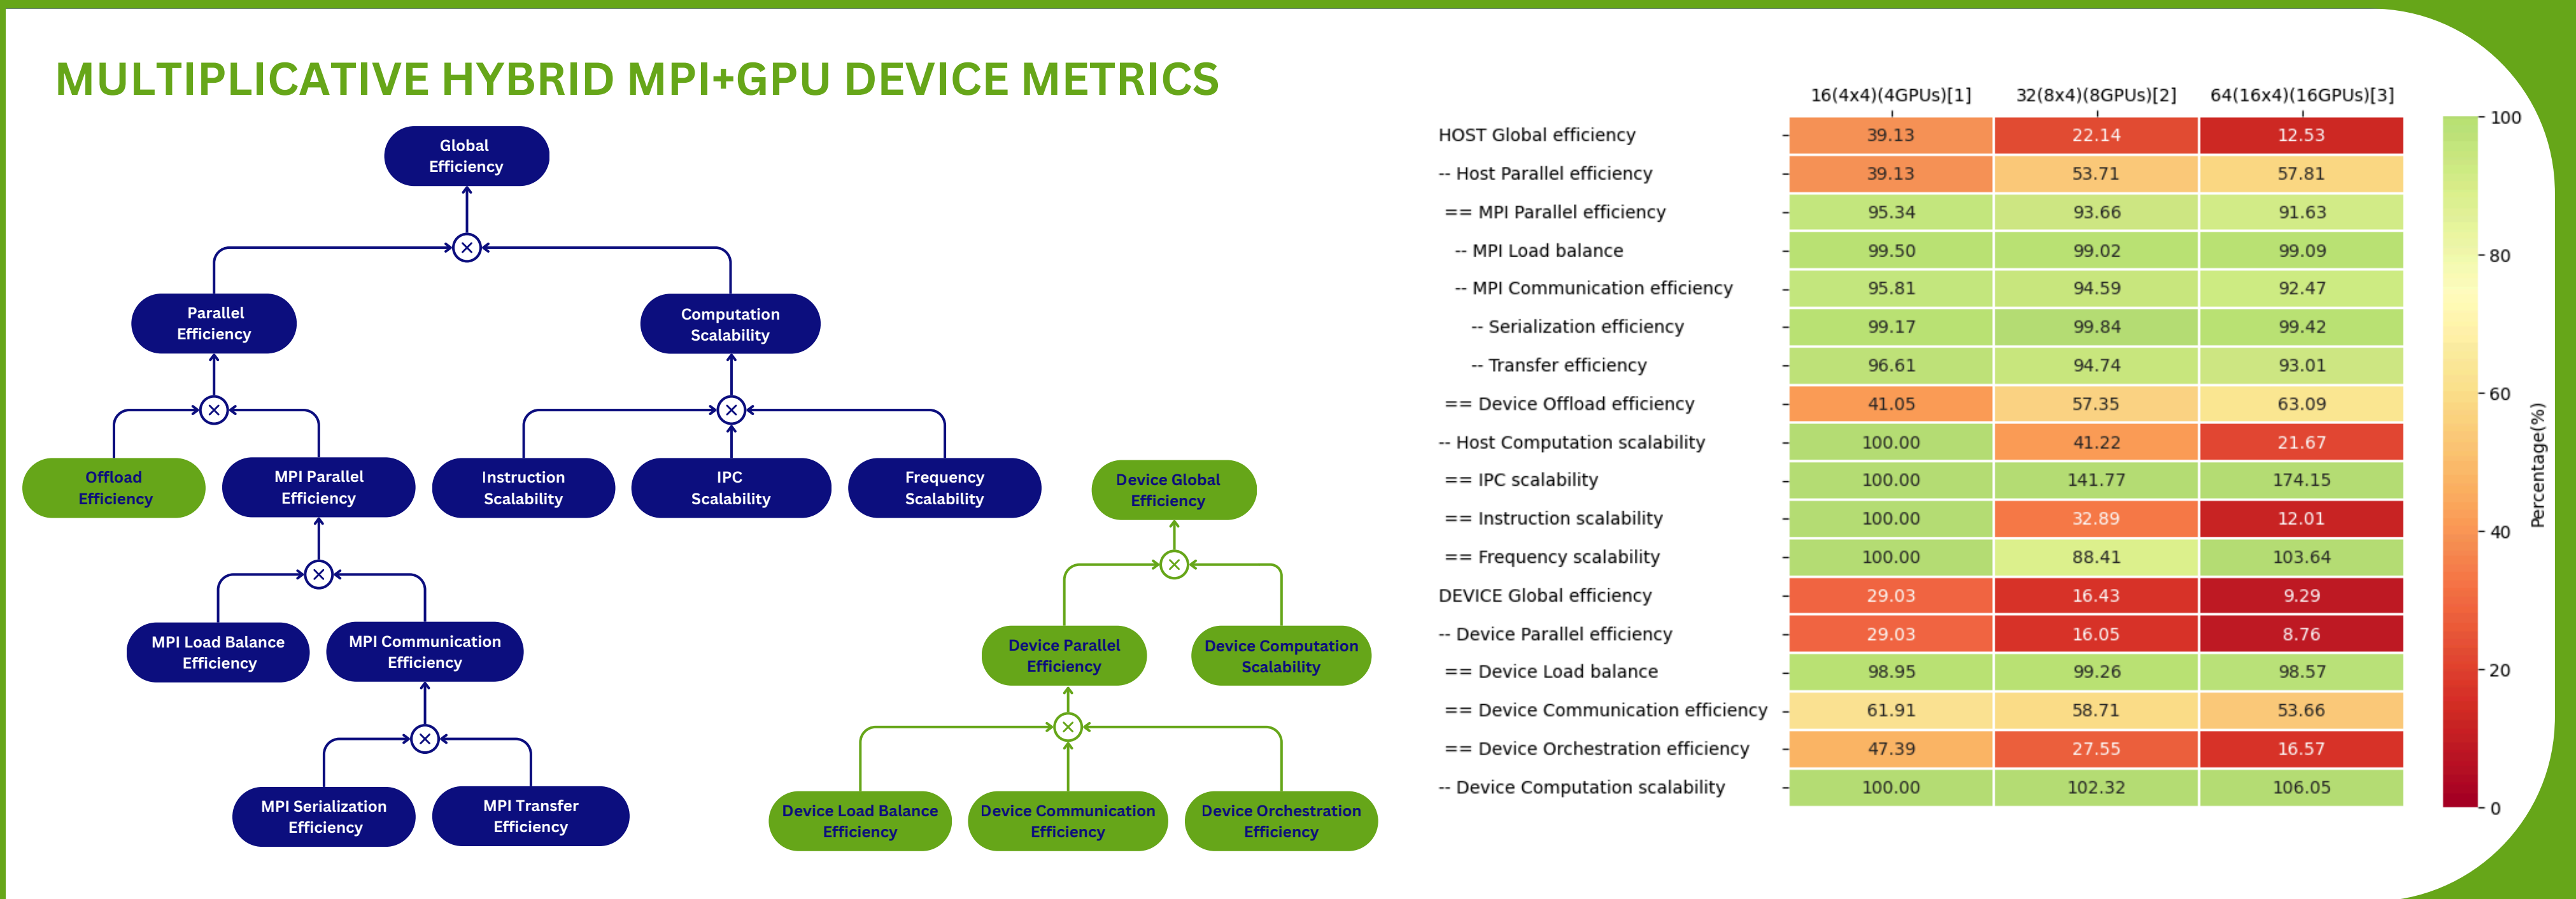 MULTIPLICATIVE HYBRID MPI+GPU DEVICE METRICS
Global
Efficiency
Parallel
Efficiency
Computation
Scalability
Offload
Efficiency
MPI Parallel
Efficiency
Instruction
Scalability
IPC
Scalability
Frequency
Scalability
MPI Load Balance
Efficiency
MPI Communication
Efficiency
MPI Serialization
Efficiency
MPI Transfer
Efficiency
Device Global
Efficiency
Device Parallel
Efficiency
Device Computation
Scalability
Device Load Balance
Efficiency
Device Communication
Efficiency
Device Orchestration
Efficiency
16(4x4)(4GPUs)[1] 32(8x4)(8GPUs)[2] 64(16x4)(16GPUs)[3]
HOST Global efficiency 39.13 22.14 12.53
-- Host Parallel efficiency 39.13 53.71 57.81
== MPI Parallel efficiency 95.34 93.66 91.63
-- MPI Load balance 99.50 99.02 99.09
-- MPI Communication efficiency 95.81 94.59 92.47
-- Serialization efficiency 99.17 99.84 99.42
-- Transfer efficiency 96.61 94.74 93.01
== Device Offload efficiency 41.05 57.35 63.09
-- Host Computation scalability 100.00 41.22 21.67
== IPC scalability 100.00 141.77 174.15
== Instruction scalability 100.00 32.89 12.01
== Frequency scalability 100.00 88.41 103.64
DEVICE Global efficiency 29.03 16.43 9.29
-- Device Parallel efficiency 29.03 16.05 8.76
== Device Load balance 98.95 99.26 98.57
== Device Communication efficiency 61.91 58.71 53.66
== Device Orchestration efficiency 47.39 27.55 16.57
-- Device Computation scalability 100.00 102.32 106.05
100
80
60
40
20
0
Percentage(%)